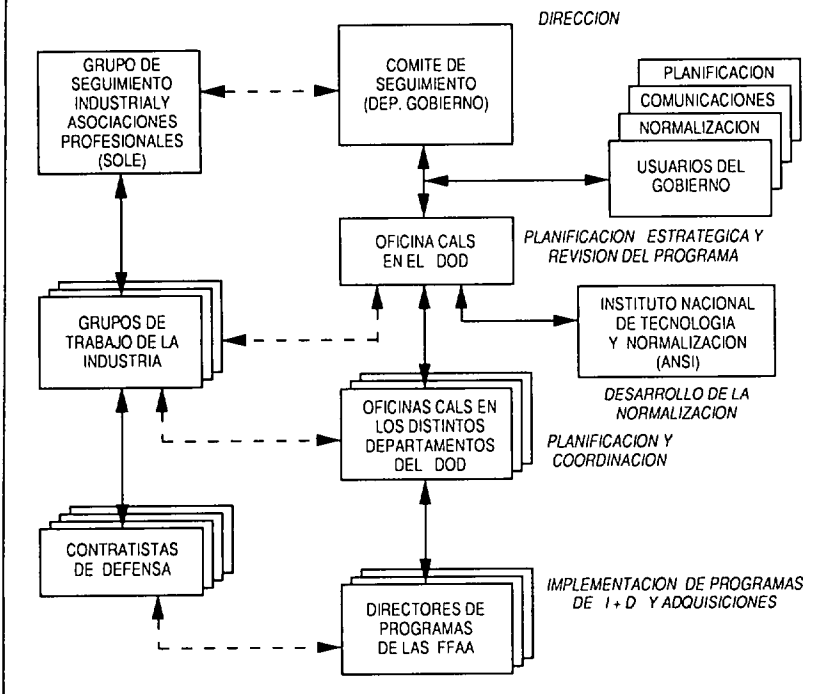 DIRECCION
GRUPO DE
SEGUIMIENTO
INDUSTRIALY
ASOCIACIONES
PROFESIONALES
(SOLE)
COMITE DE
SEGUIMIENTO
(DEP. GOBIERNO)
PLANIFICACION
COMUNICACIONES
NORMALIZACION
USUARIOS DEL
GOBIERNO
OFICINA CALS
EN EL DOD
PLANIFICACION ESTRATEGICA Y
REVISION DEL PROGRAMA
GRUPOS DE
TRABAJO DE LA
INDUSTRIA
INSTITUTO NACIONAL
DE TECNOLOGIA
Y NORMALIZACION
(ANSI)
DESARROLLO DE LA
NORMALIZACION
OFICINAS CALS EN
LOS DISTINTOS
DEPARTAMENTOS
DEL DOD
PLANIFICACION Y
COORDINACION
CONTRATISTAS
DE DEFENSA
DIRECTORES DE
PROGRAMAS
DE LAS FFAA
IMPLEMENTACION DE PROGRAMAS
DE I + D Y ADQUISICIONES